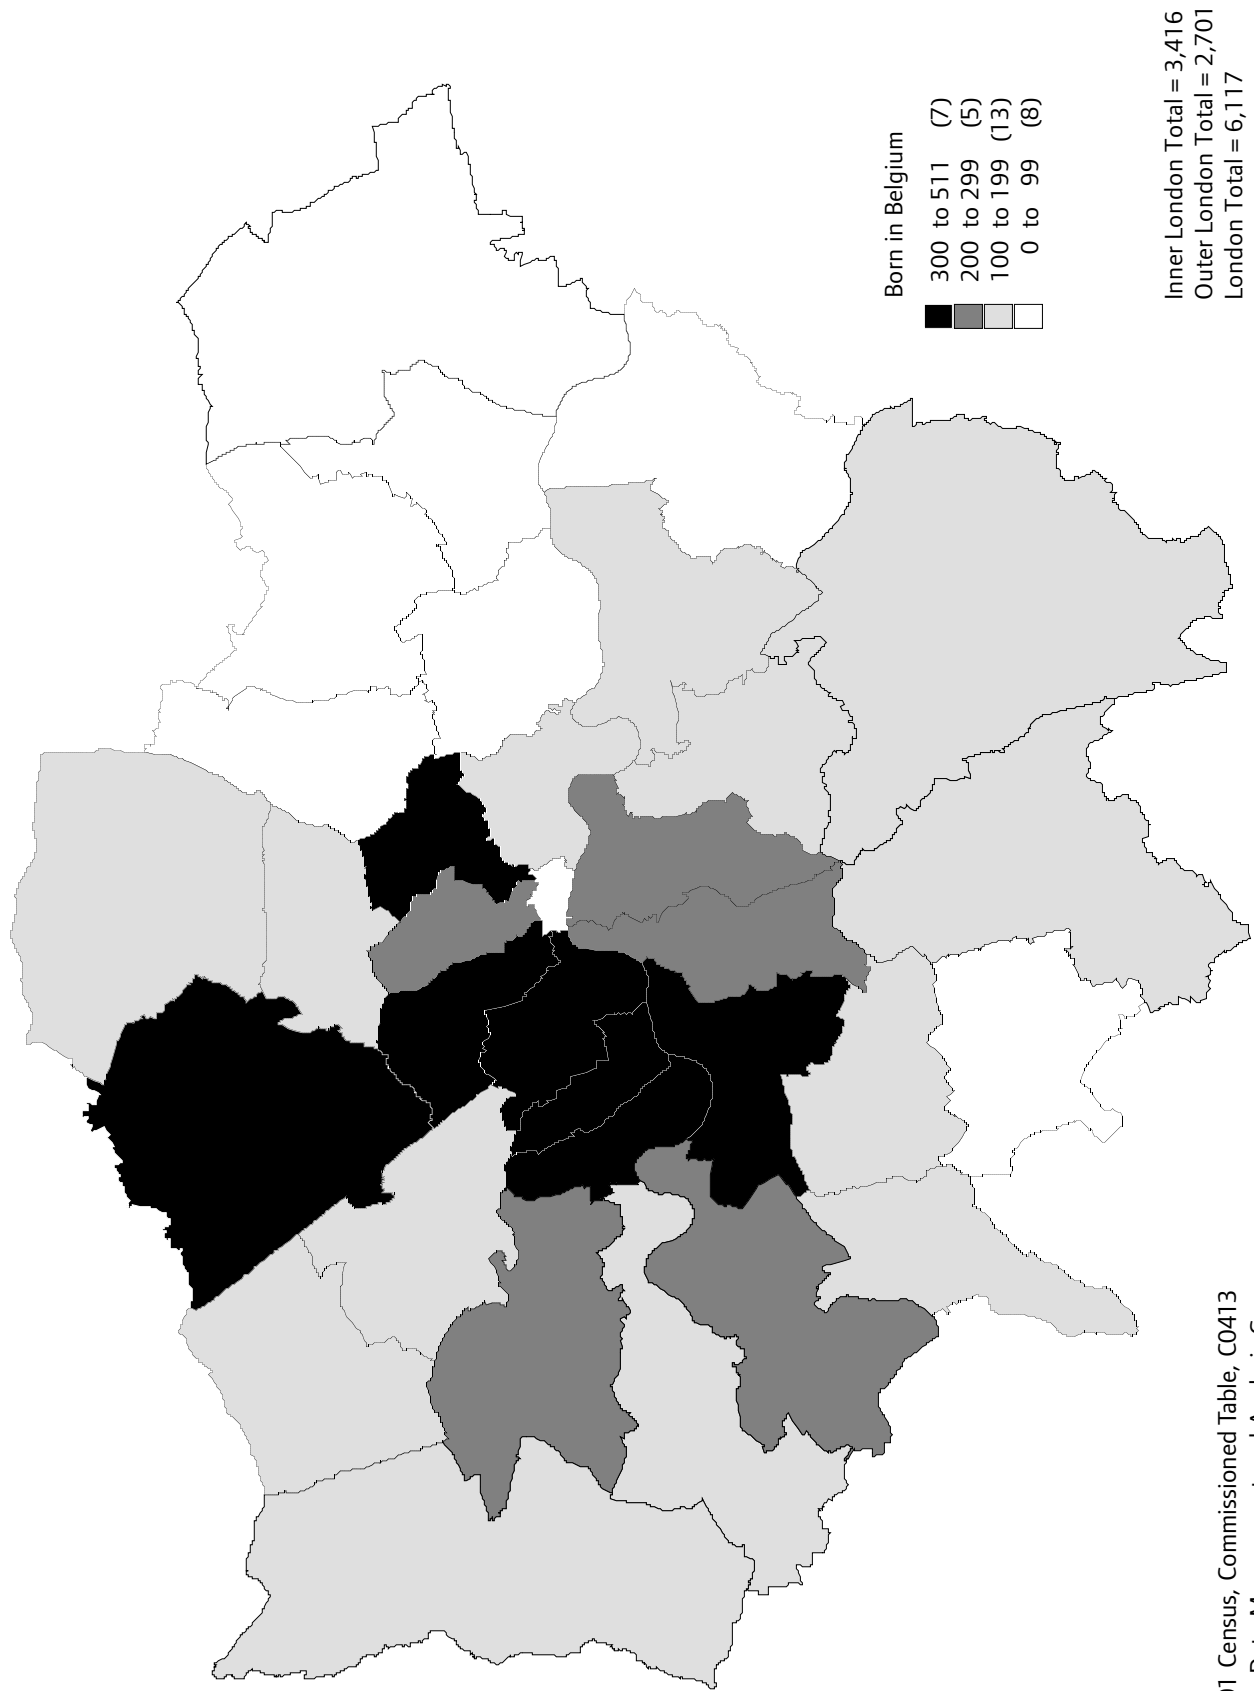 Born in Belgium
300 to 511 (7)
200 to 299 (5)
100 to 199 (13)
0 to 99 (8)
Inner London Total = 3,416
Outer London Total = 2,701
London Total = 6,117
Census, Commissioned Table, C0413